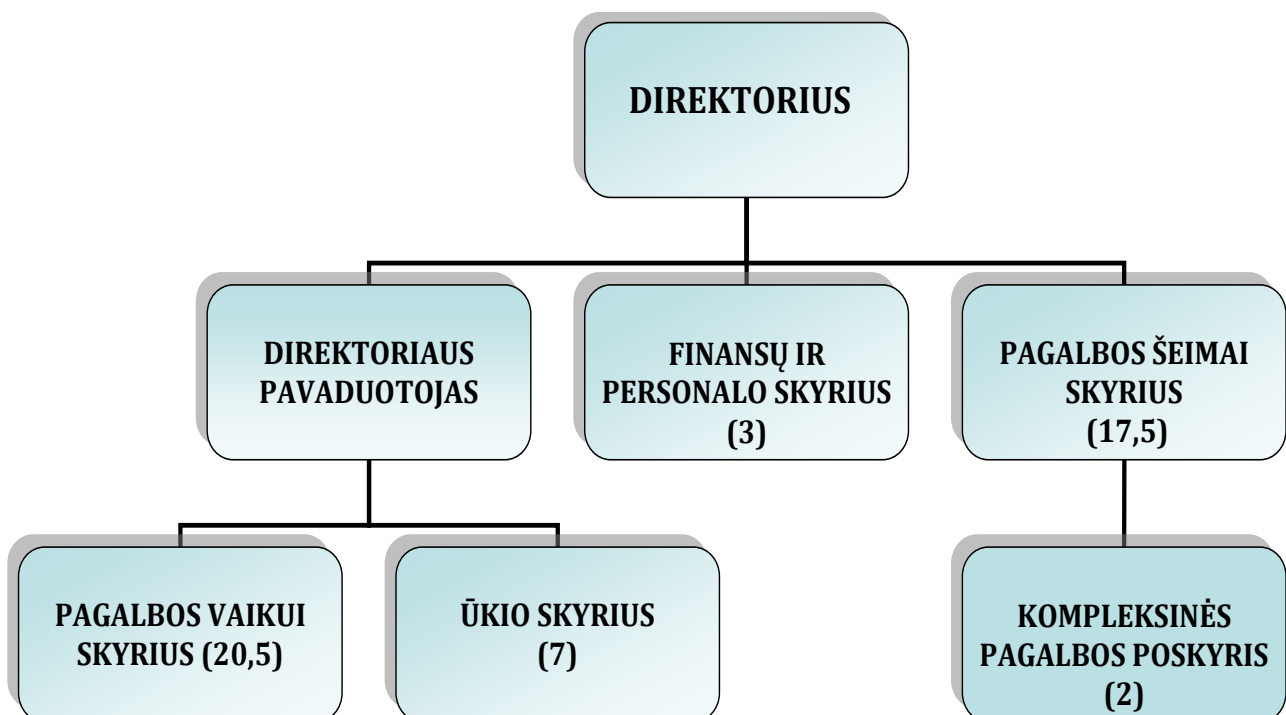 DIREKTORIUS
DIREKTORIAUS
PAVADUOTOJAS
FINANSŲ IR
PERSONALO SKYRIUS
(3)
PAGALBOS ŠEIMAI
SKYRIUS
(17,5)
PAGALBOS VAIKUI
SKYRIUS (20,5)
ŪKIO SKYRIUS
(7)
KOMPLEKSINĖS
PAGALBOS POSKYRIS
(2)